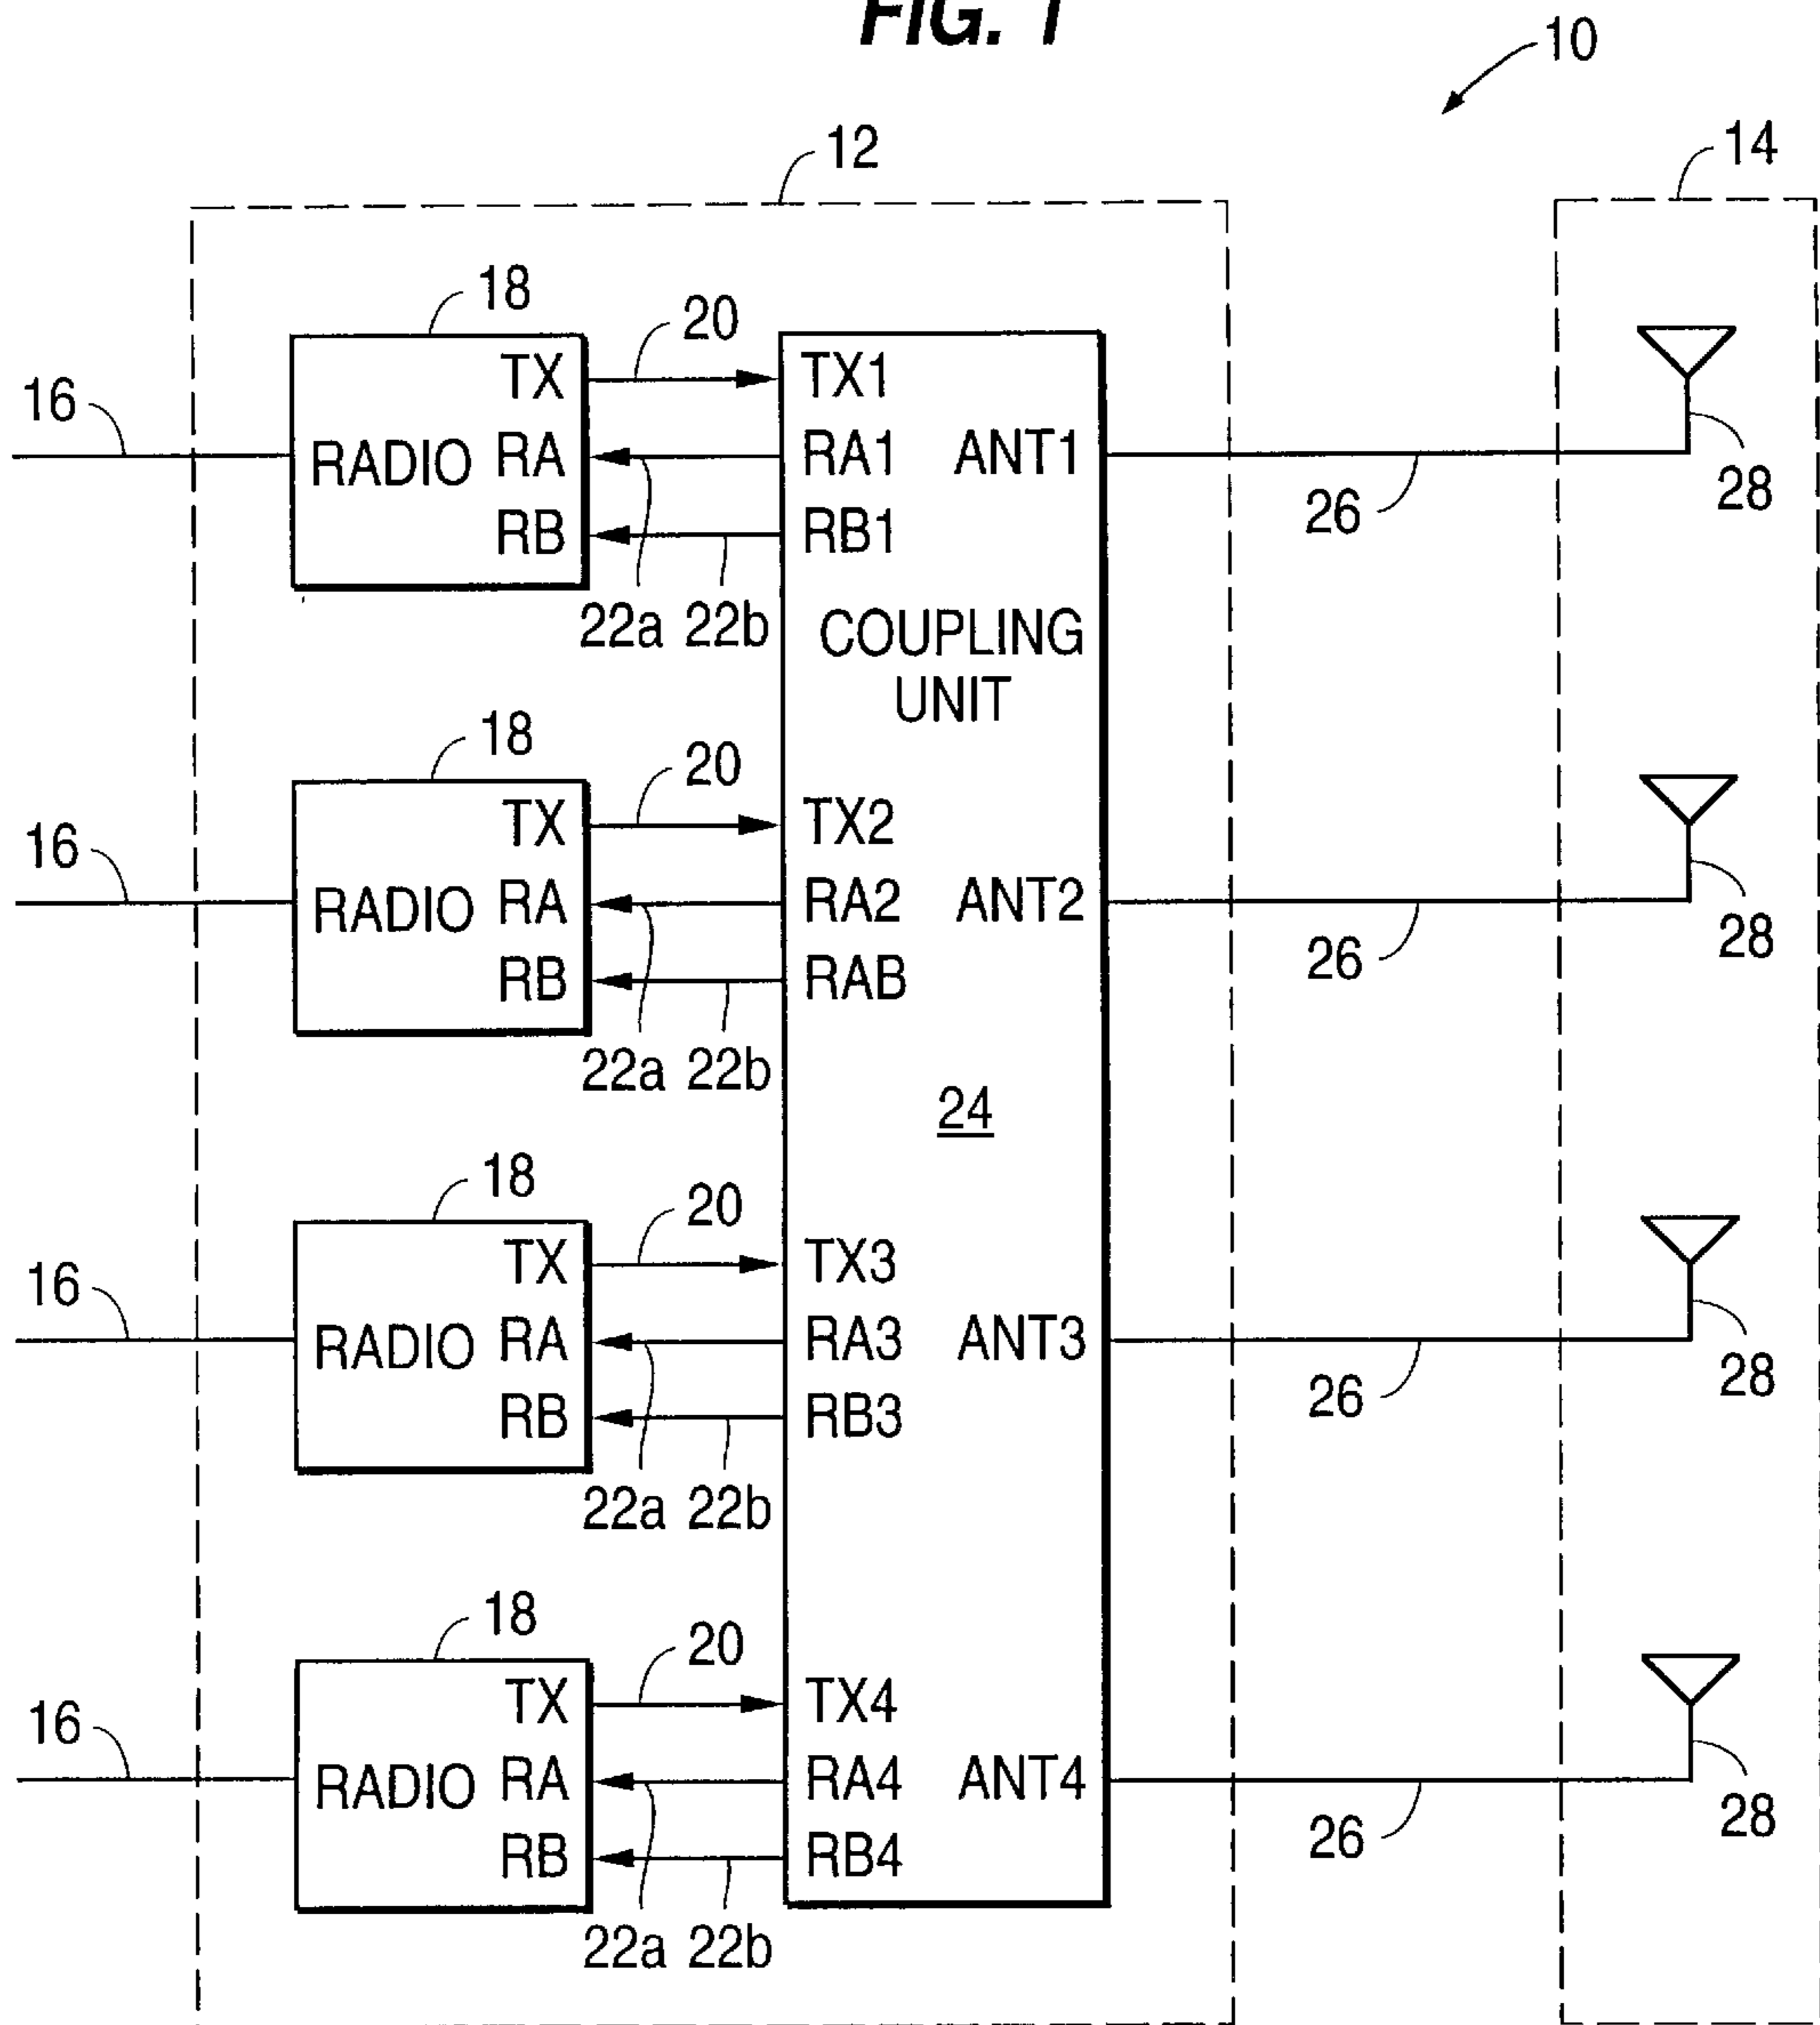 FIG. 1
10
12
14
18
20
16
TX
TX1
RADIO
RA
RA1
ANT1
RB
RB1
26
28
22a
22b
COUPLING
UNIT
18
20
16
TX
TX2
RADIO
RA
RA2
ANT2
RB
RAB
26
28
22a
22b
24
18
20
16
TX
TX3
RADIO
RA
RA3
ANT3
RB
RB3
26
28
22a
22b
18
20
16
TX
TX4
RADIO
RA
RA4
ANT4
RB
RB4
26
28
22a
22b